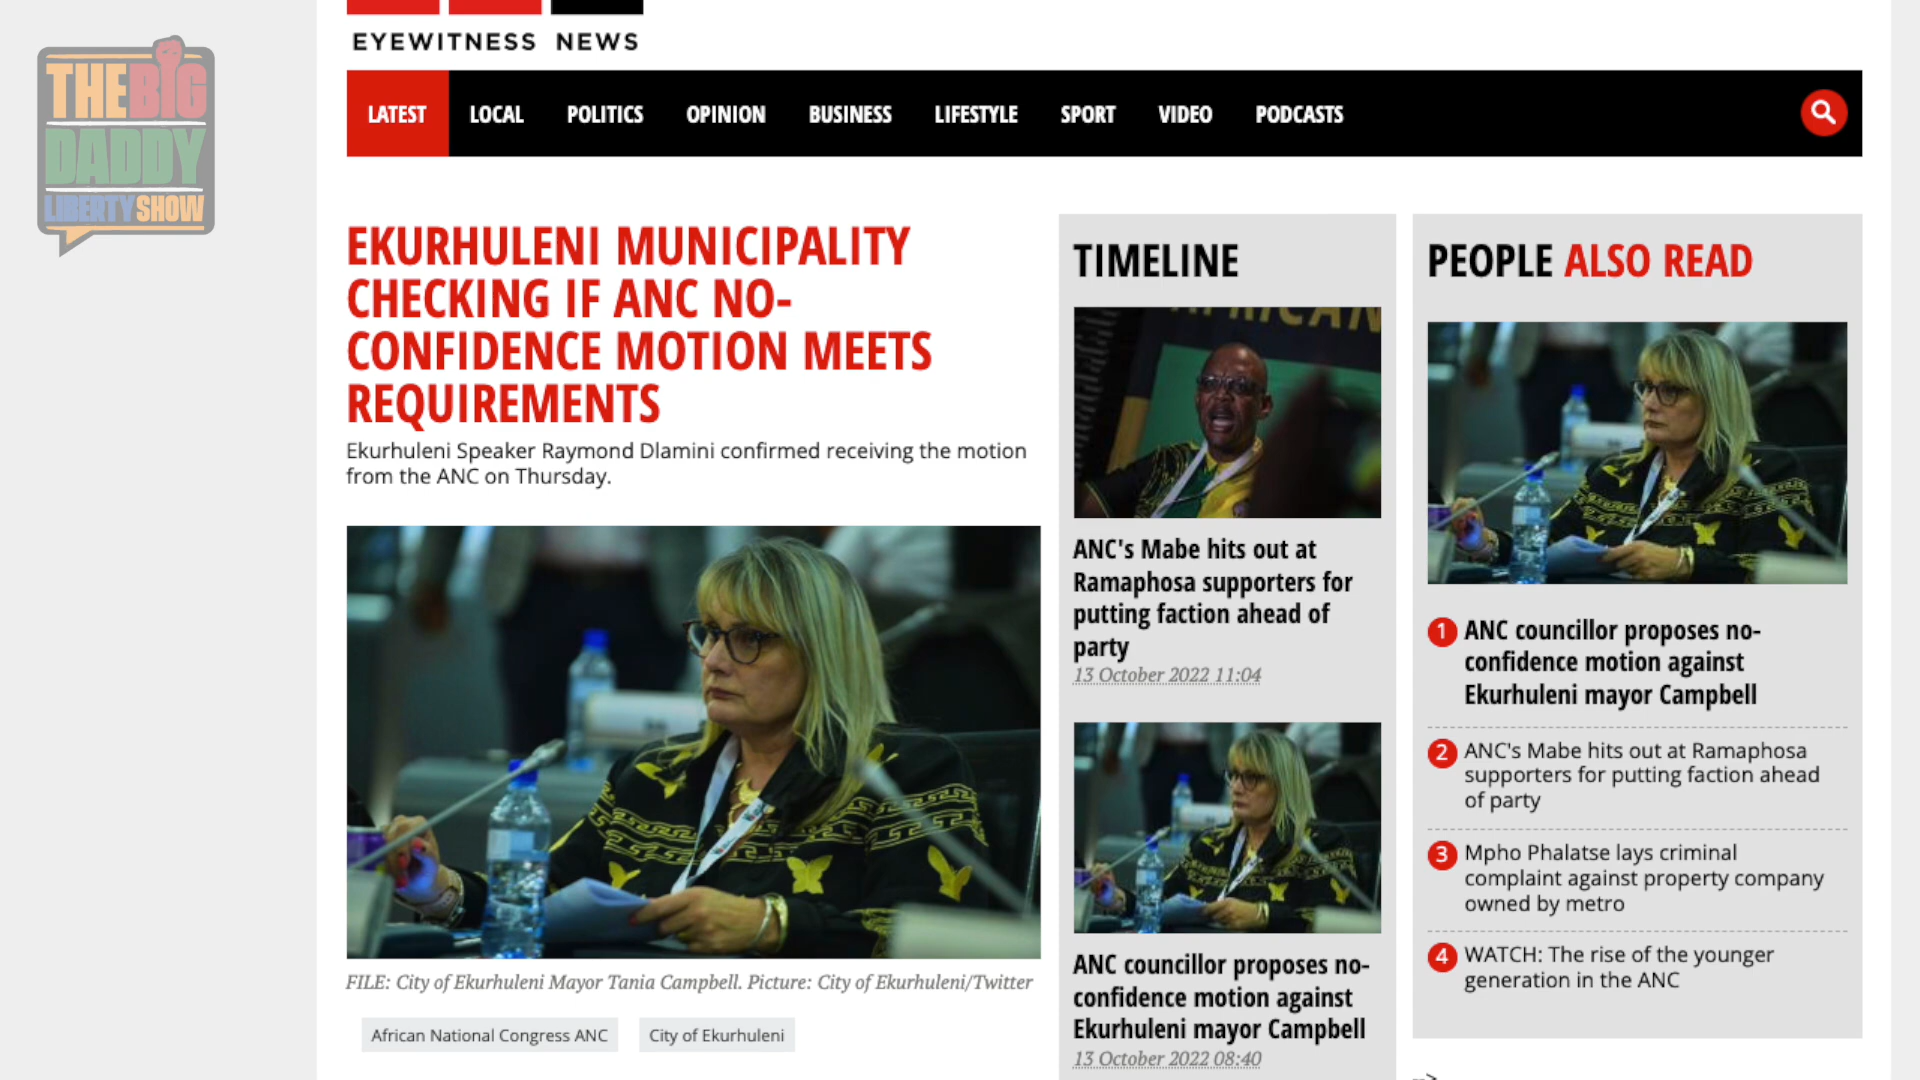 THE BIG
DADDY
LIBERTY SHOW
EYEWITNESS NEWS
LATEST LOCAL POLITICS OPINION BUSINESS LIFESTYLE SPORT VIDEO PODCASTS
EKURHULENI MUNICIPALITY
CHECKING IF ANC NO-
CONFIDENCE MOTION MEETS
REQUIREMENTS
Ekurhuleni Speaker Raymond Dlamini confirmed receiving the motion
from the ANC on Thursday.
FILE: City of Ekurhuleni Mayor Tania Campbell. Picture: City of Ekurhuleni/Twitter
African National Congress ANC
City of Ekurhuleni
TIMELINE
AFRICAN
ANC's Mabe hits out at
Ramaphosa supporters for
putting faction ahead of
party
13 October 2022 11:04
ANC councillor proposes no-
confidence motion against
Ekurhuleni mayor Campbell
13 October 2022 08:40
PEOPLE ALSO READ
1 ANC councillor proposes no-
confidence motion against
Ekurhuleni mayor Campbell
2 ANC's Mabe hits out at Ramaphosa
supporters for putting faction ahead
of party
3 Mpho Phalatse lays criminal
complaint against property company
owned by metro
4 WATCH: The rise of the younger
generation in the ANC
-->